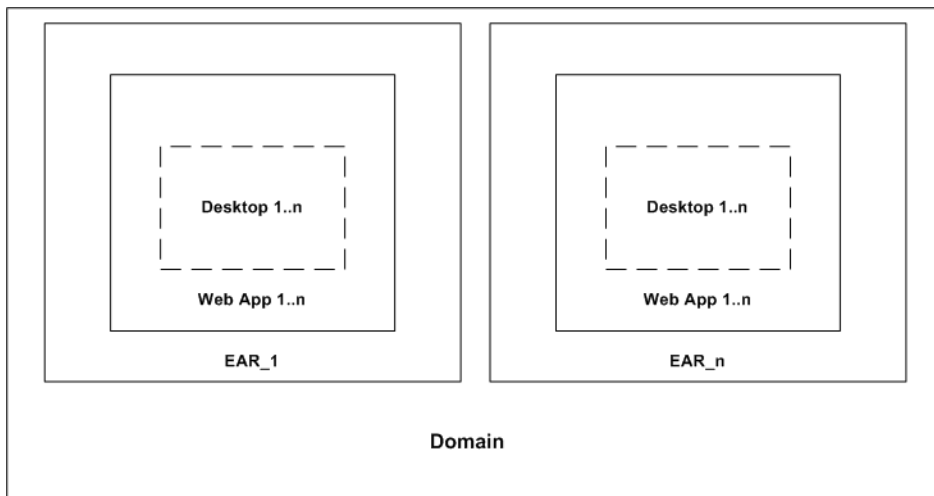 Desktop 1..n
Web App 1..n
EAR_1
Desktop 1..n
Web App 1..n
EAR_n
Domain